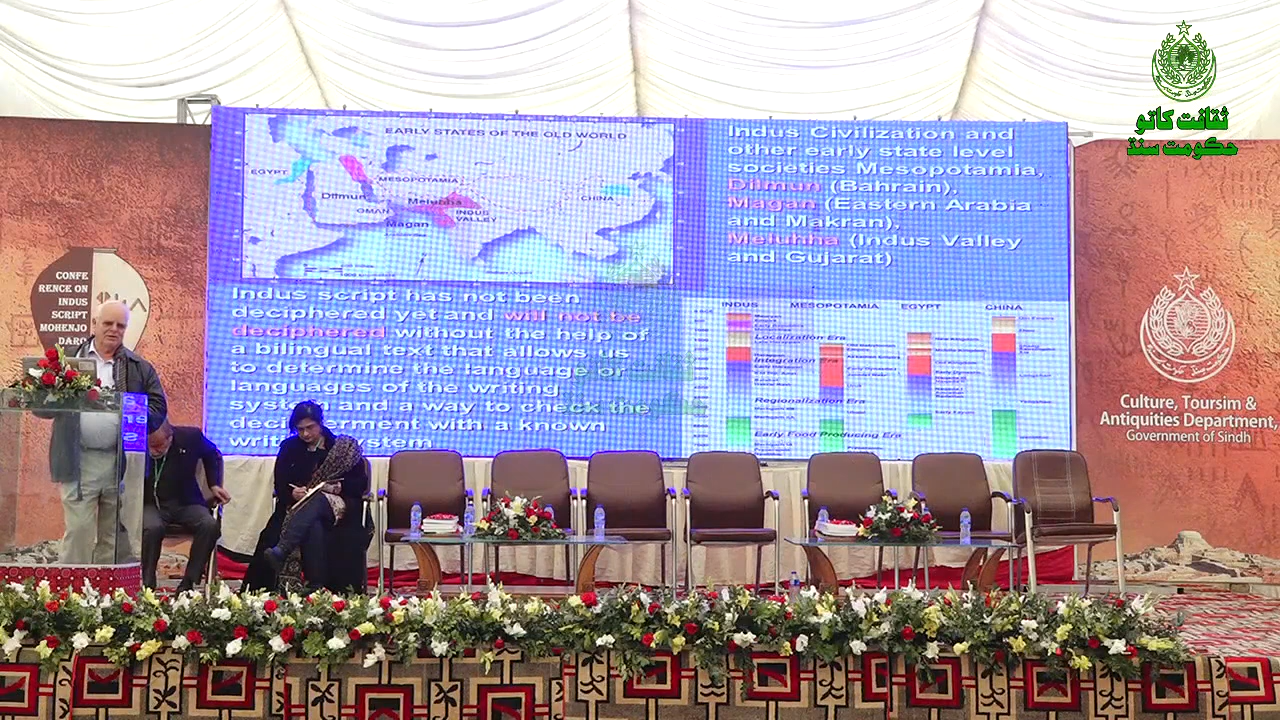 ثقافت کاتو
حڪومت سنڌ
EARLY STATES OF THE OLD WORLD
EGYPT
MESOPOTAMIA
Dilmun
Meluhha
CHINA
OMAN
INDUS
VALLEY
Magan
Indus Civilization and
other early state level
societies Mesopotamia,
Dilmun (Bahrain),
Magan (Eastern Arabia
and Makran),
Meluhha (Indus Valley
and Gujarat)
Indus script has not been
deciphered yet and will not be
deciphered without the help of
a bilingual text that allows us
to determine the language or
languages of the writing
system and a way to check the
decipherment with a known
writing system
INDUS
MESOPOTAMIA
EGYPT
CHINA
Localization Era
Integration Era
Regionalization Era
Early Food Producing Era
CONFE
RENCE ON
INDUS
SCRIPT
MOHENJO
DARO
Culture, Toursim &
Antiquities Department,
Government of Sindh